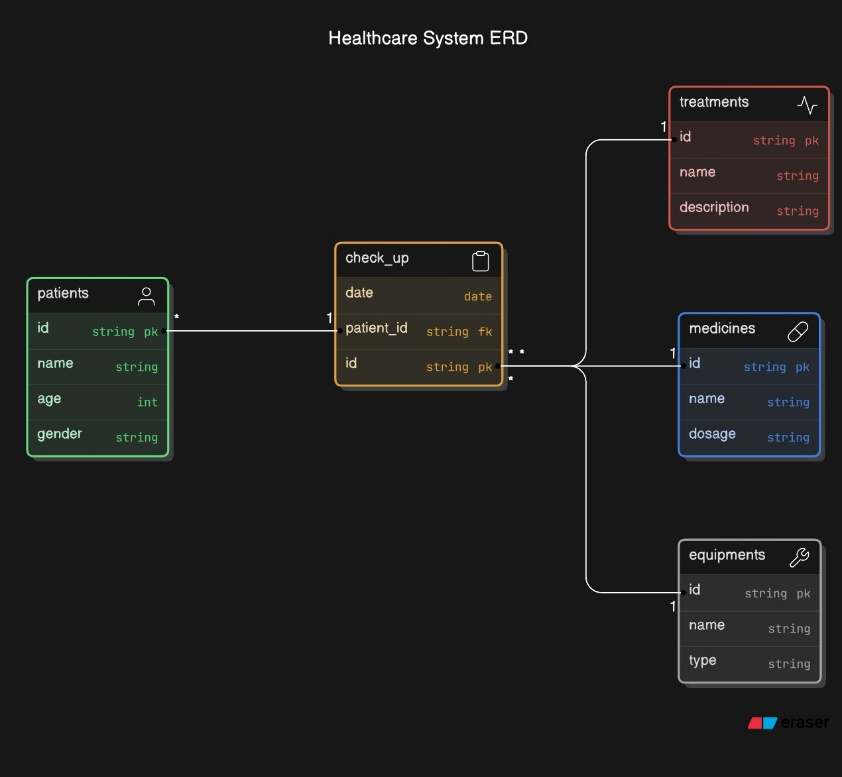 Healthcare System ERD
treatments
1
id string pk
name string
description string
check_up
date date
1
patient_id string fk
id string pk
* *
*
patients
*
id string pk
name string
age int
gender string
medicines
1
id string pk
name string
dosage string
equipments
id string pk
1
name string
type string
eraser